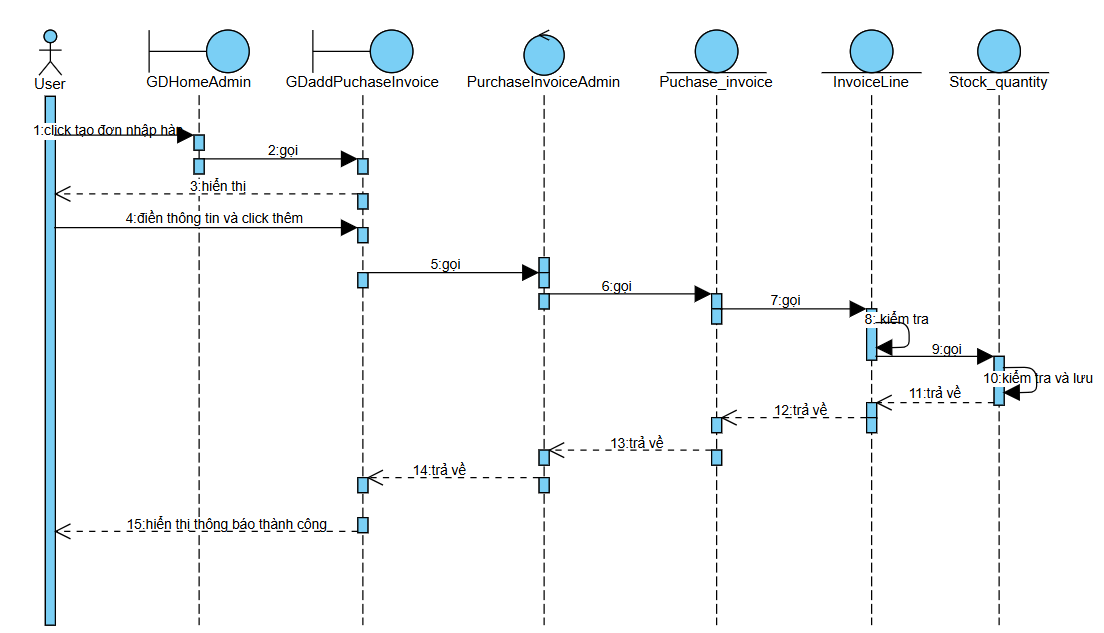 User
GDHomeAdmin
GDaddPuchaseInvoice
PurchaseInvoiceAdmin
Puchase_invoice
InvoiceLine
Stock_quantity
1:click tạo đơn nhập hàng
2:gọi
3:hiển thị
4:điền thông tin và click thêm
5:gọi
6:gọi
7:gọi
8: kiểm tra
9:gọi
10:kiểm tra và lưu
11:trả về
12:trả về
13:trả về
14:trả về
15:hiển thi thông báo thành công